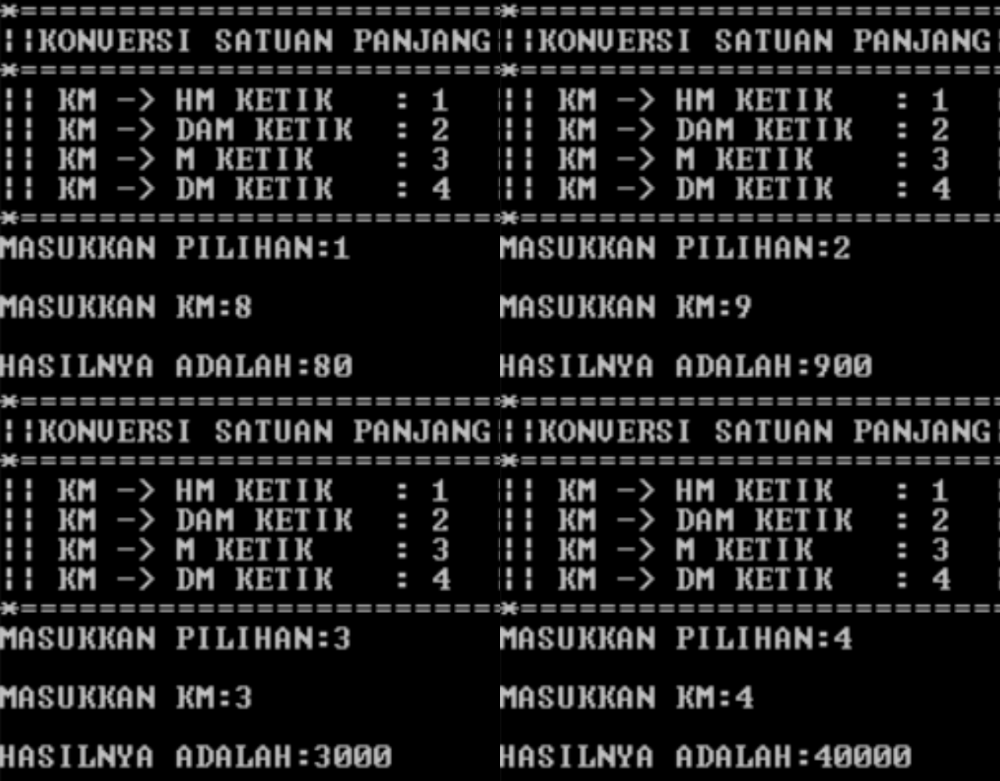 *=========================
||KONVERSI SATUAN PANJANG
*=========================
|| KM -> HM KETIK   : 1
|| KM -> DAM KETIK  : 2
|| KM -> M KETIK    : 3
|| KM -> DM KETIK   : 4
*=========================
MASUKKAN PILIHAN:1
MASUKKAN KM:8
HASILNYA ADALAH:80
*=========================
||KONVERSI SATUAN PANJANG
*=========================
|| KM -> HM KETIK   : 1
|| KM -> DAM KETIK  : 2
|| KM -> M KETIK    : 3
|| KM -> DM KETIK   : 4
*=========================
MASUKKAN PILIHAN:2
MASUKKAN KM:9
HASILNYA ADALAH:900
*=========================
||KONVERSI SATUAN PANJANG
*=========================
|| KM -> HM KETIK   : 1
|| KM -> DAM KETIK  : 2
|| KM -> M KETIK    : 3
|| KM -> DM KETIK   : 4
*=========================
MASUKKAN PILIHAN:3
MASUKKAN KM:3
HASILNYA ADALAH:3000
*=========================
||KONVERSI SATUAN PANJANG
*=========================
|| KM -> HM KETIK   : 1
|| KM -> DAM KETIK  : 2
|| KM -> M KETIK    : 3
|| KM -> DM KETIK   : 4
*=========================
MASUKKAN PILIHAN:4
MASUKKAN KM:4
HASILNYA ADALAH:40000